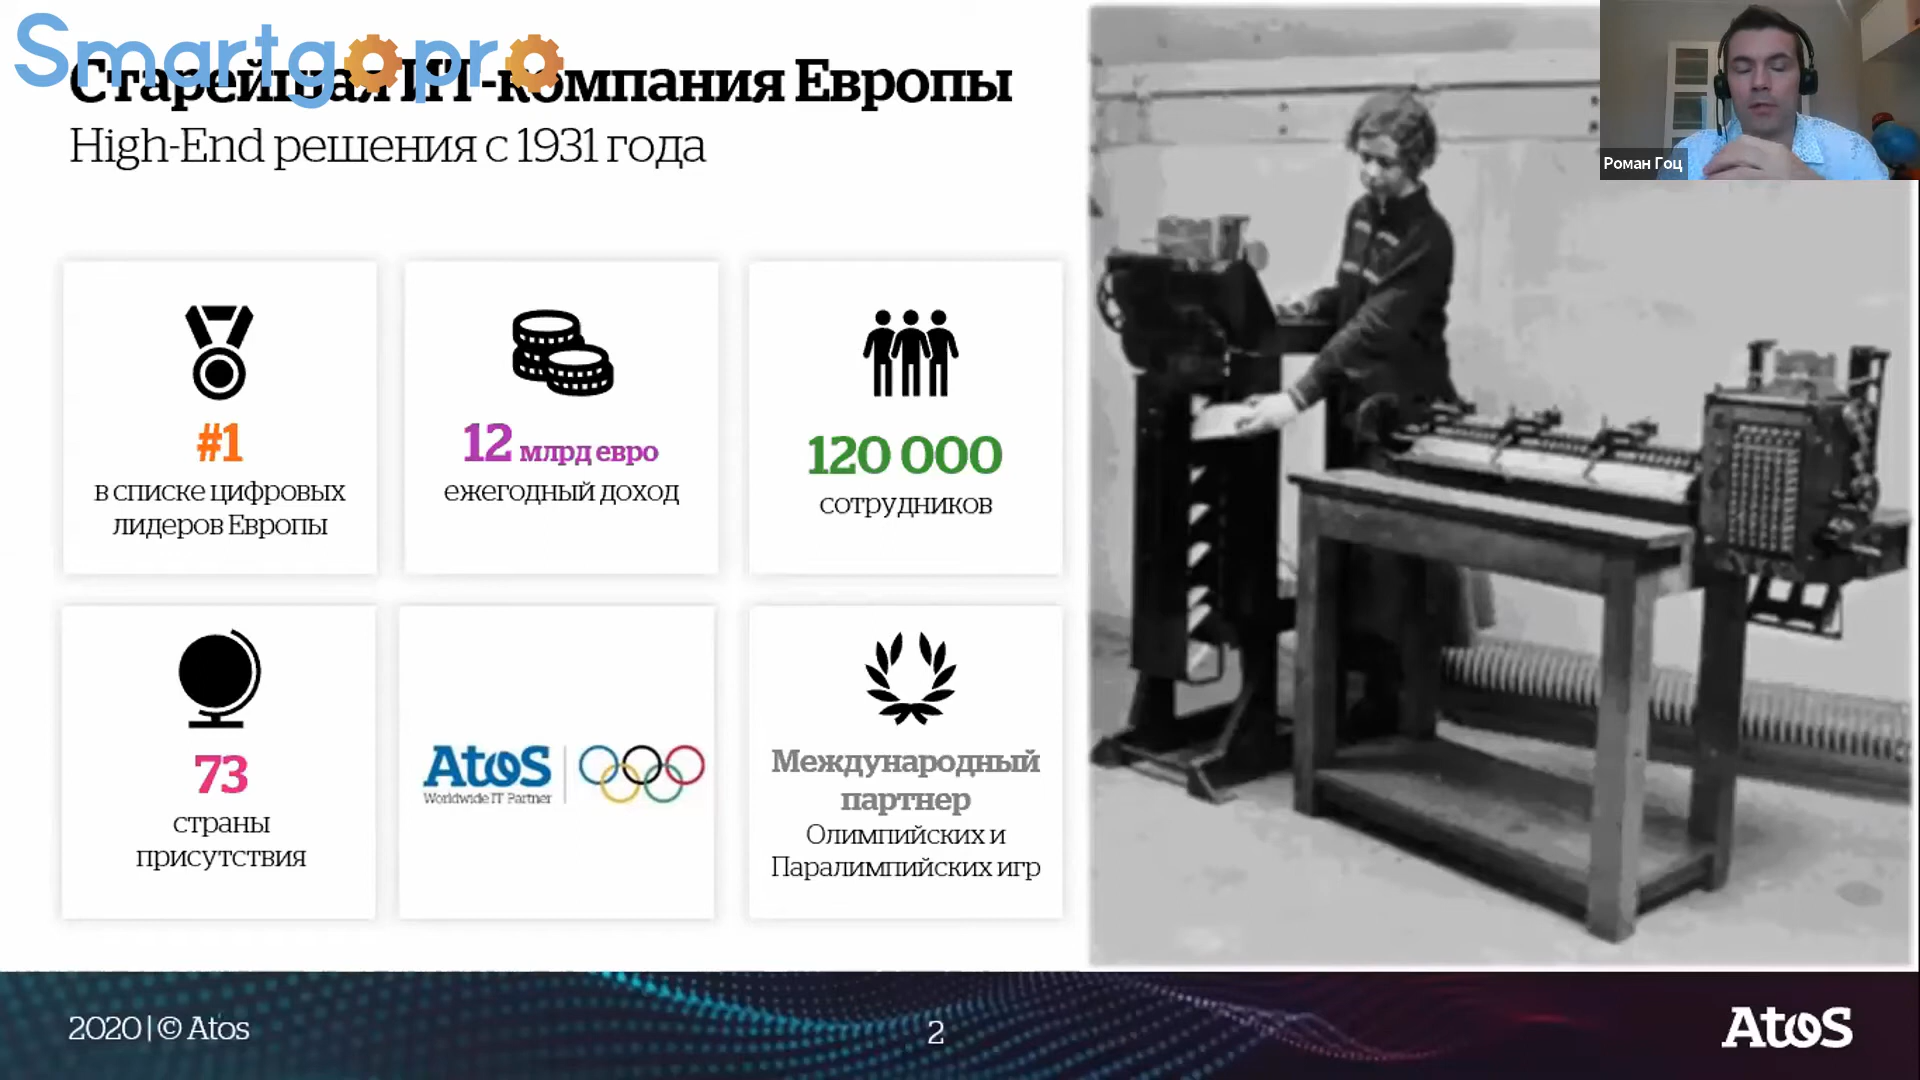 Smartgopro
Старейшая ИТ-компания Европы
High-End решения с 1931 года
Роман Гоц
#1
в списке цифровых
лидеров Европы
12 млрд евро
ежегодный доход
120 000
сотрудников
73
страны
присутствия
Atos
Worldwide IT Partner
Международный
партнер
Олимпийских и
Паралимпийских игр
2020 | © Atos
2
Atos